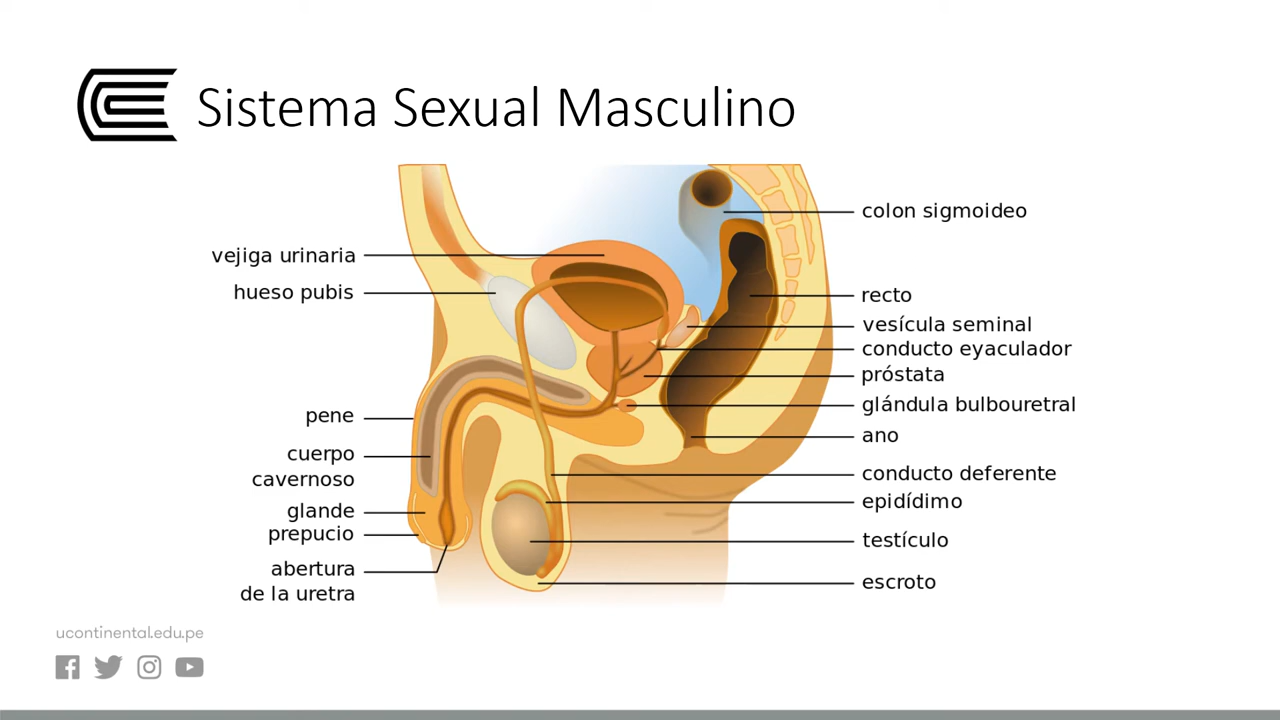 Sistema Sexual Masculino
vejiga urinaria
hueso pubis
pene
cuerpo
cavernoso
glande
prepucio
abertura
de la uretra
colon sigmoideo
recto
vesícula seminal
conducto eyaculador
próstata
glándula bulbouretral
ano
conducto deferente
epidídimo
testículo
escroto
ucontinental.edu.pe